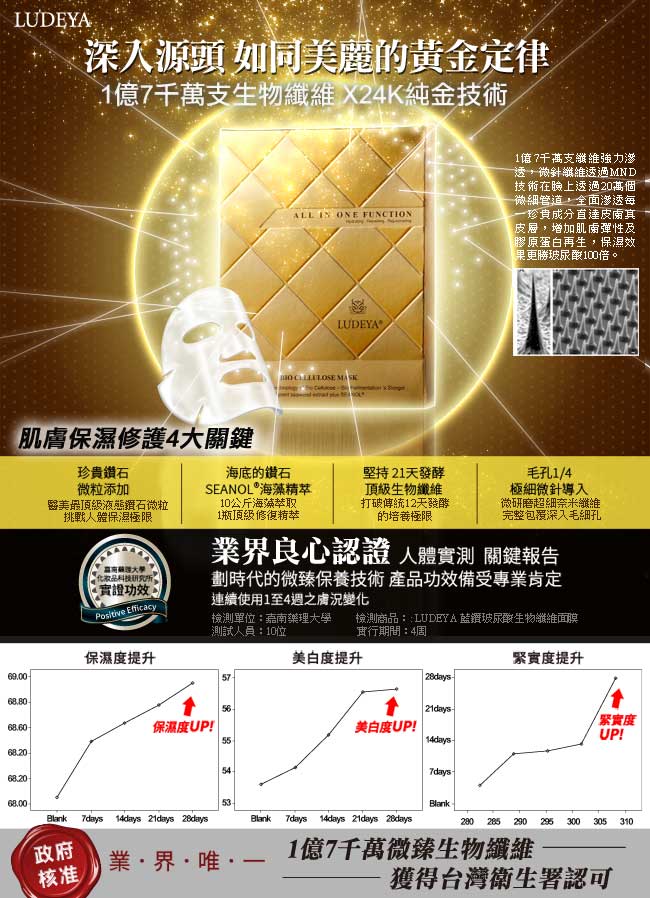 LUDEYA
深入源頭 如同美麗的黃金定律
1億7千萬支生物纖維 X24K純金技術
1億7千萬支纖維強力滲
透，微針纖維透過MND
技術在臉上透過20萬個
微細管道，全面滲透每
一珍貴成分直達皮膚真
皮層，增加肌膚彈性及
膠原蛋白再生，保濕效
果更勝玻尿酸100倍。
ALL IN ONE FUNCTION
LUDEYA®
BIO CELLULOSE MASK
肌膚保濕修護4大關鍵
珍貴鑽石
微粒添加
醫美最頂級液態鑽石微粒
挑戰人體保濕極限
海底的鑽石
SEANOL®海藻精萃
10公斤海藻萃取
1瓶頂級修復精萃
堅持 21天發酵
頂級生物纖維
打破傳統12天發酵
的培養極限
毛孔1/4
極細微針導入
微研磨超細奈米纖維
完整包覆深入毛細孔
嘉南藥理大學
化妝品科技研究所
實證功效
Positive Efficacy
業界良心認證 人體實測 關鍵報告
劃時代的微臻保養技術 產品功效備受專業肯定
連續使用1至4週之膚況變化
檢測單位：嘉南藥理大學 檢測商品：:LUDEYA 藍鑽玻尿酸生物纖維面膜
測試人員：10位 實行期間：4周
保濕度提升
69.00
68.80
68.60
68.20
68.20
68.00
保濕度UP!
Blank 7days 14days 21days 28days
美白度提升
57
56
55
54
53
美白度UP!
Blank 7days 14days 21days 28days
緊實度提升
28days
21days
14days
7days
Blank
緊實度
UP!
280 285 290 295 300 305 310
政府
核准
業・界・唯・一
1億7千萬微臻生物纖維
獲得台灣衛生署認可